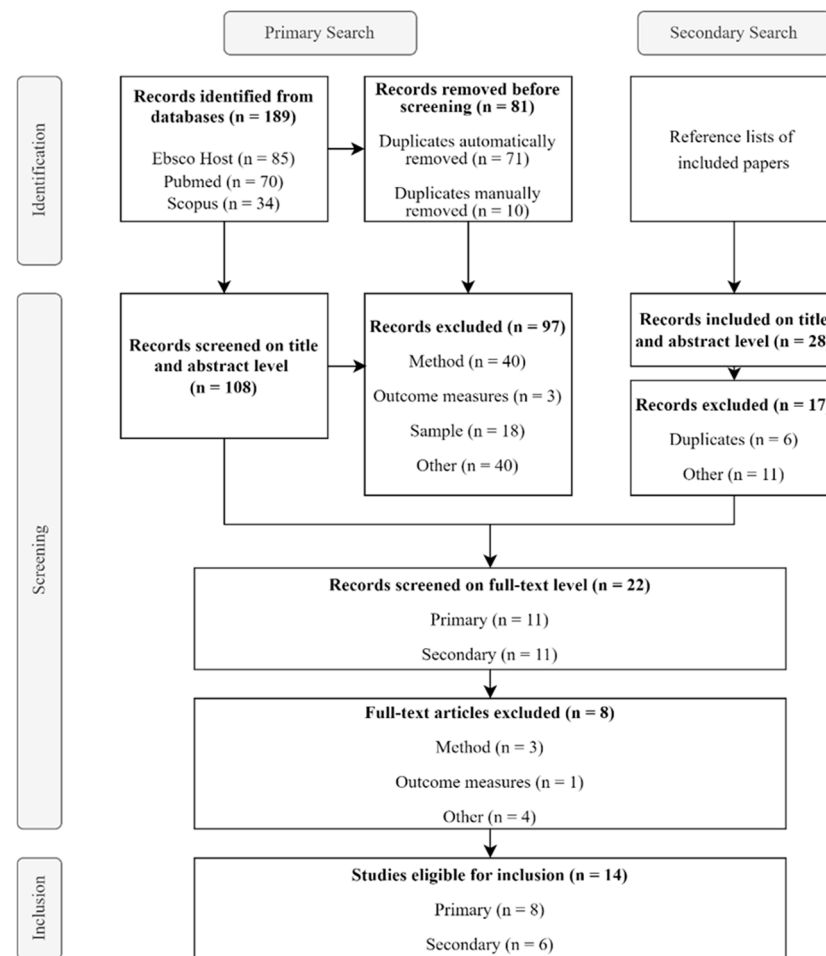 Primary Search
Secondary Search
Identification
Records identified from
databases (n = 189)
Ebsco Host (n = 85)
Pubmed (n = 70)
Scopus (n = 34)
Records removed before
screening (n = 81)
Duplicates automatically
removed (n = 71)
Duplicates manually
removed (n = 10)
Reference lists of
included papers
Screening
Records screened on title
and abstract level
(n = 108)
Records excluded (n = 97)
Method (n = 40)
Outcome measures (n = 3)
Sample (n = 18)
Other (n = 40)
Records included on title
and abstract level (n = 28
Records excluded (n = 17
Duplicates (n = 6)
Other (n = 11)
Records screened on full-text level (n = 22)
Primary (n = 11)
Secondary (n = 11)
Full-text articles excluded (n = 8)
Method (n = 3)
Outcome measures (n = 1)
Other (n = 4)
Inclusion
Studies eligible for inclusion (n = 14)
Primary (n = 8)
Secondary (n = 6)